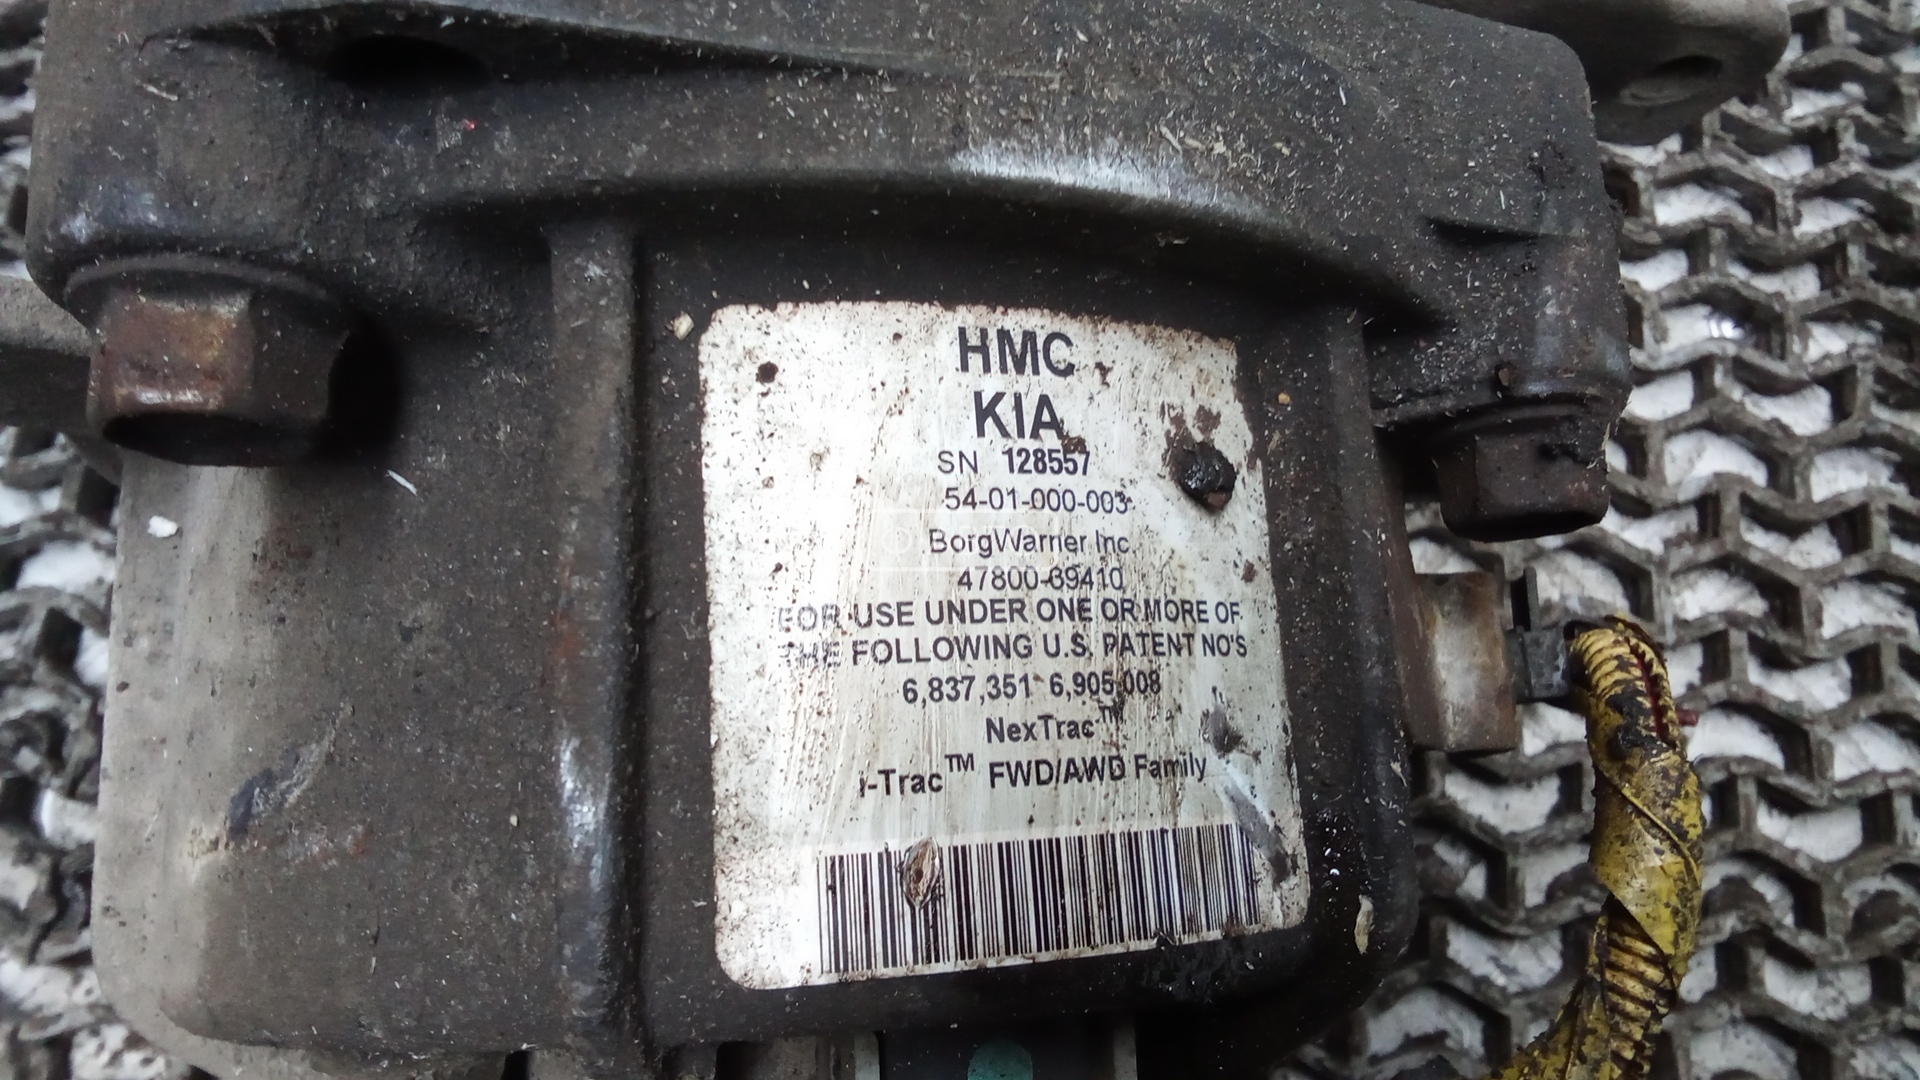 HMC
KIA
SN 128557
54-01-000-003
BorgWarner Inc.
47800-39410
FOR USE UNDER ONE OR MORE OF
THE FOLLOWING U.S. PATENT NO'S
6,837,351 6,905,008
NexTrac™
i-Trac™ FWD/AWD Family